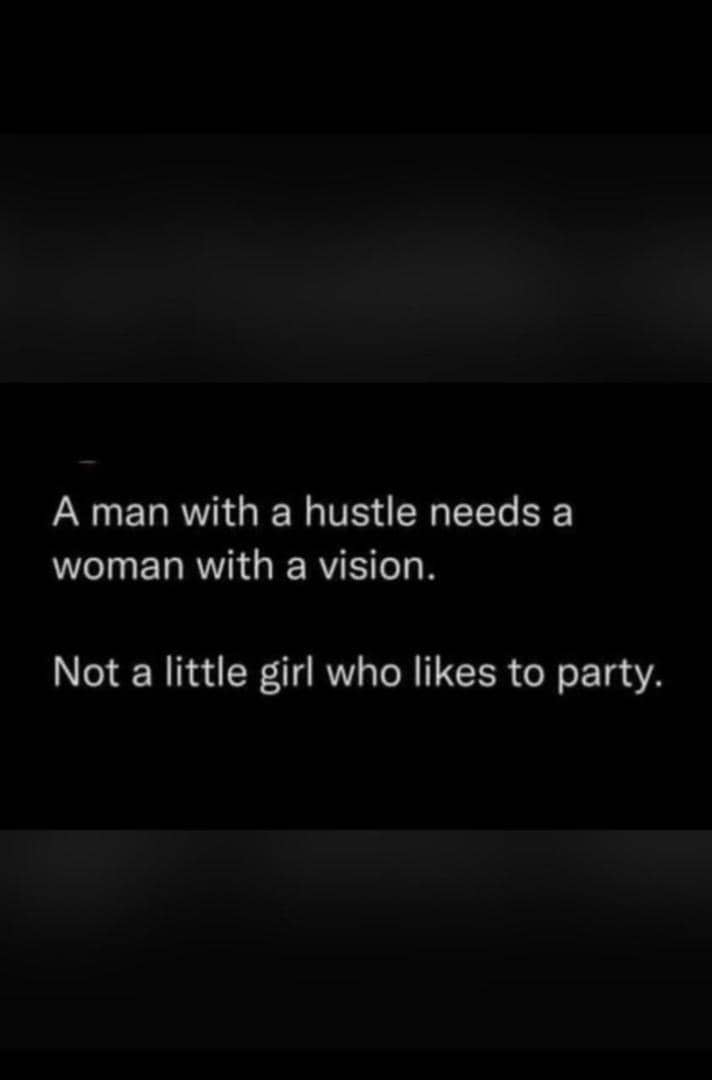 A man with a hustle needs a
woman with a vision.
Not a little girl who likes to party.